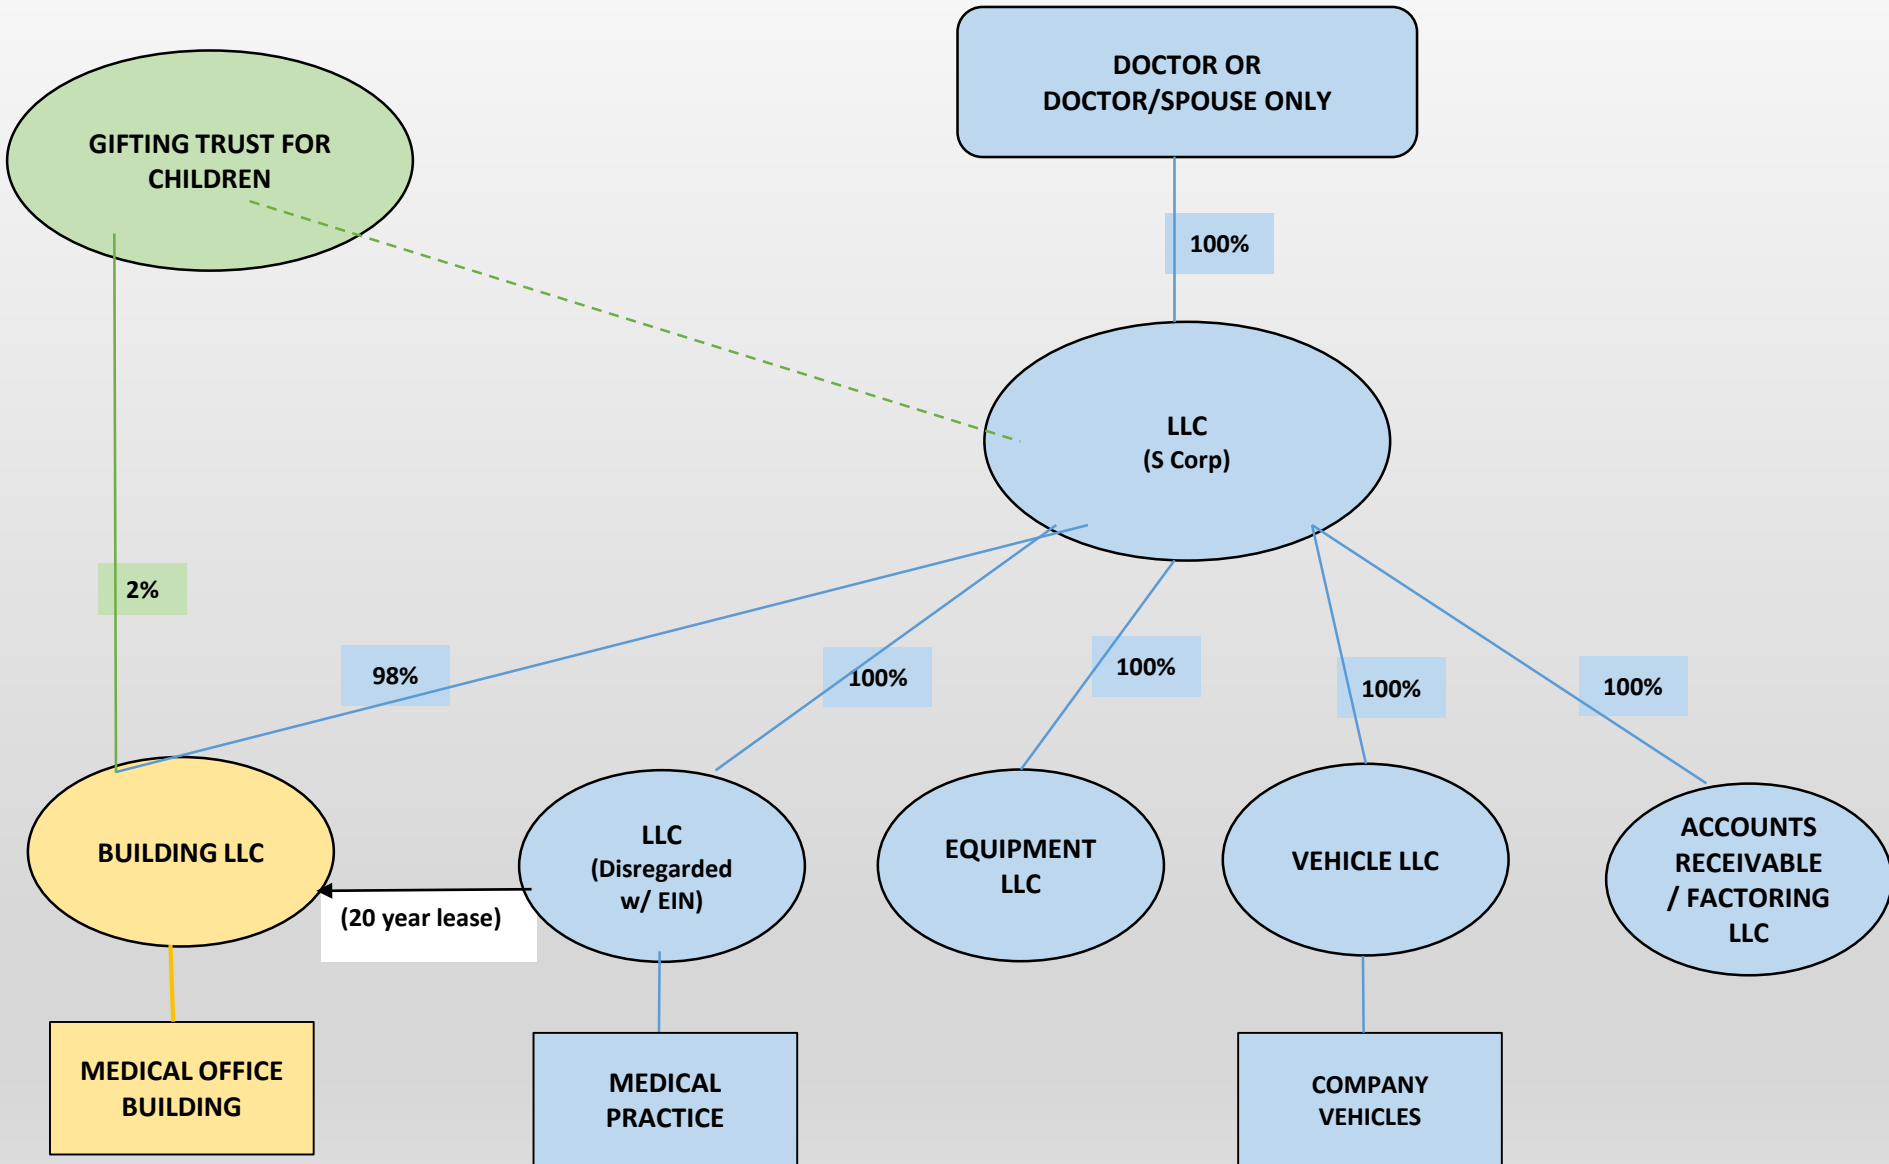 DOCTOR OR
DOCTOR/SPOUSE ONLY
GIFTING TRUST FOR
CHILDREN
100%
LLC
(S Corp)
2%
98%
100%
100%
100%
100%
BUILDING LLC
LLC
(Disregarded
w/ EIN)
EQUIPMENT
LLC
VEHICLE LLC
ACCOUNTS
RECEIVABLE
/ FACTORING
LLC
(20 year lease)
MEDICAL OFFICE
BUILDING
MEDICAL
PRACTICE
COMPANY
VEHICLES